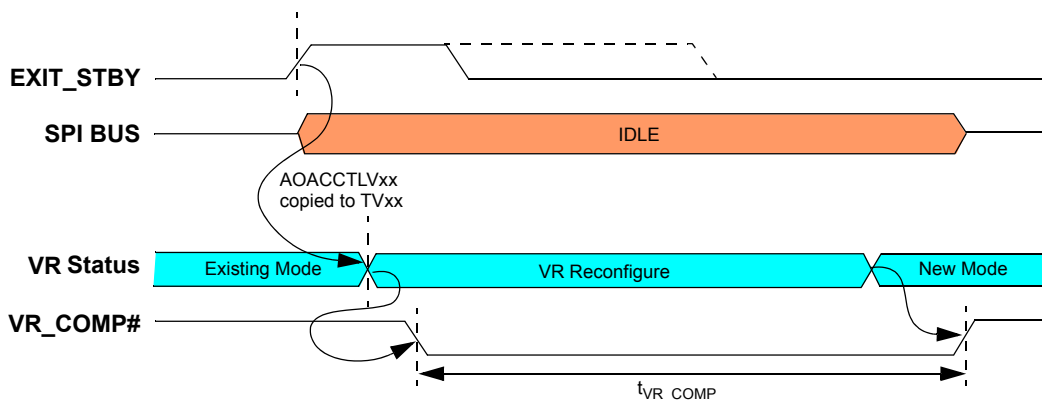 EXIT_STBY
SPI BUS
IDLE
AOACCTLVxx
copied to TVxx
VR Status
Existing Mode
VR Reconfigure
New Mode
VR_COMP#
tVR_COMP